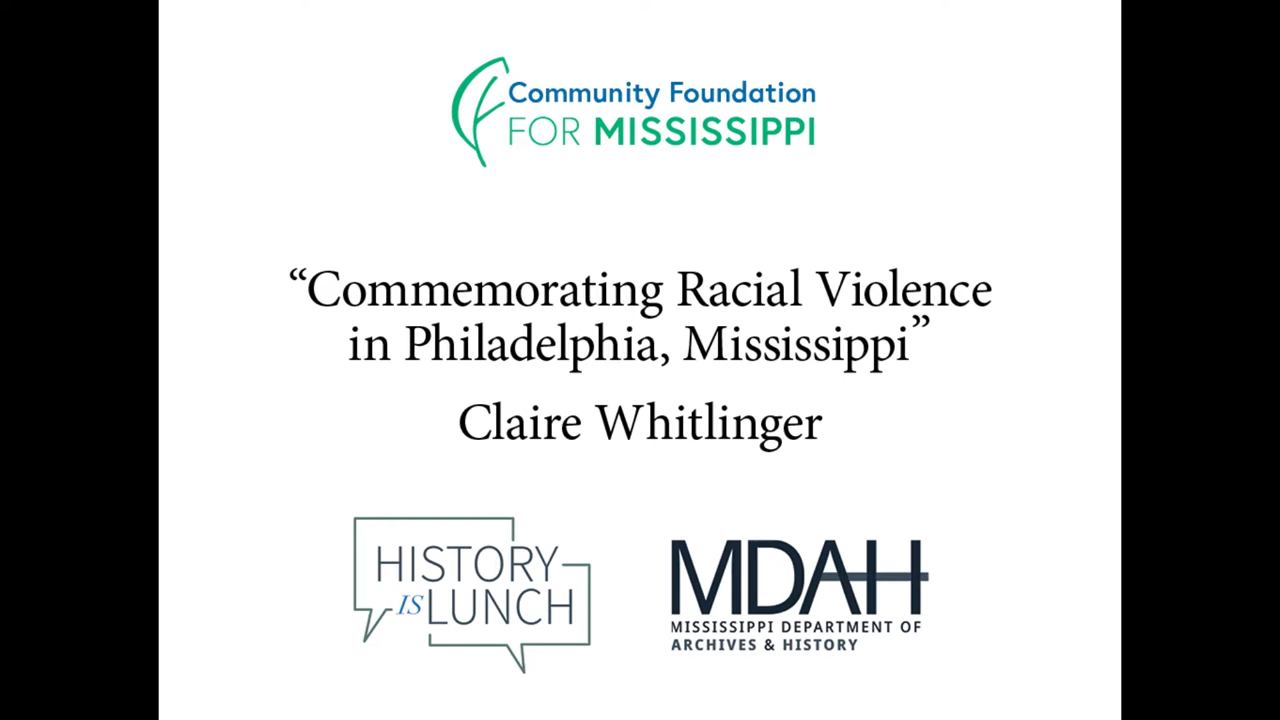 Community Foundation
FOR MISSISSIPPI
“Commemorating Racial Violence
in Philadelphia, Mississippi”
Claire Whitlinger
HISTORY
IS LUNCH
MDAH
MISSISSIPPI DEPARTMENT OF
ARCHIVES & HISTORY